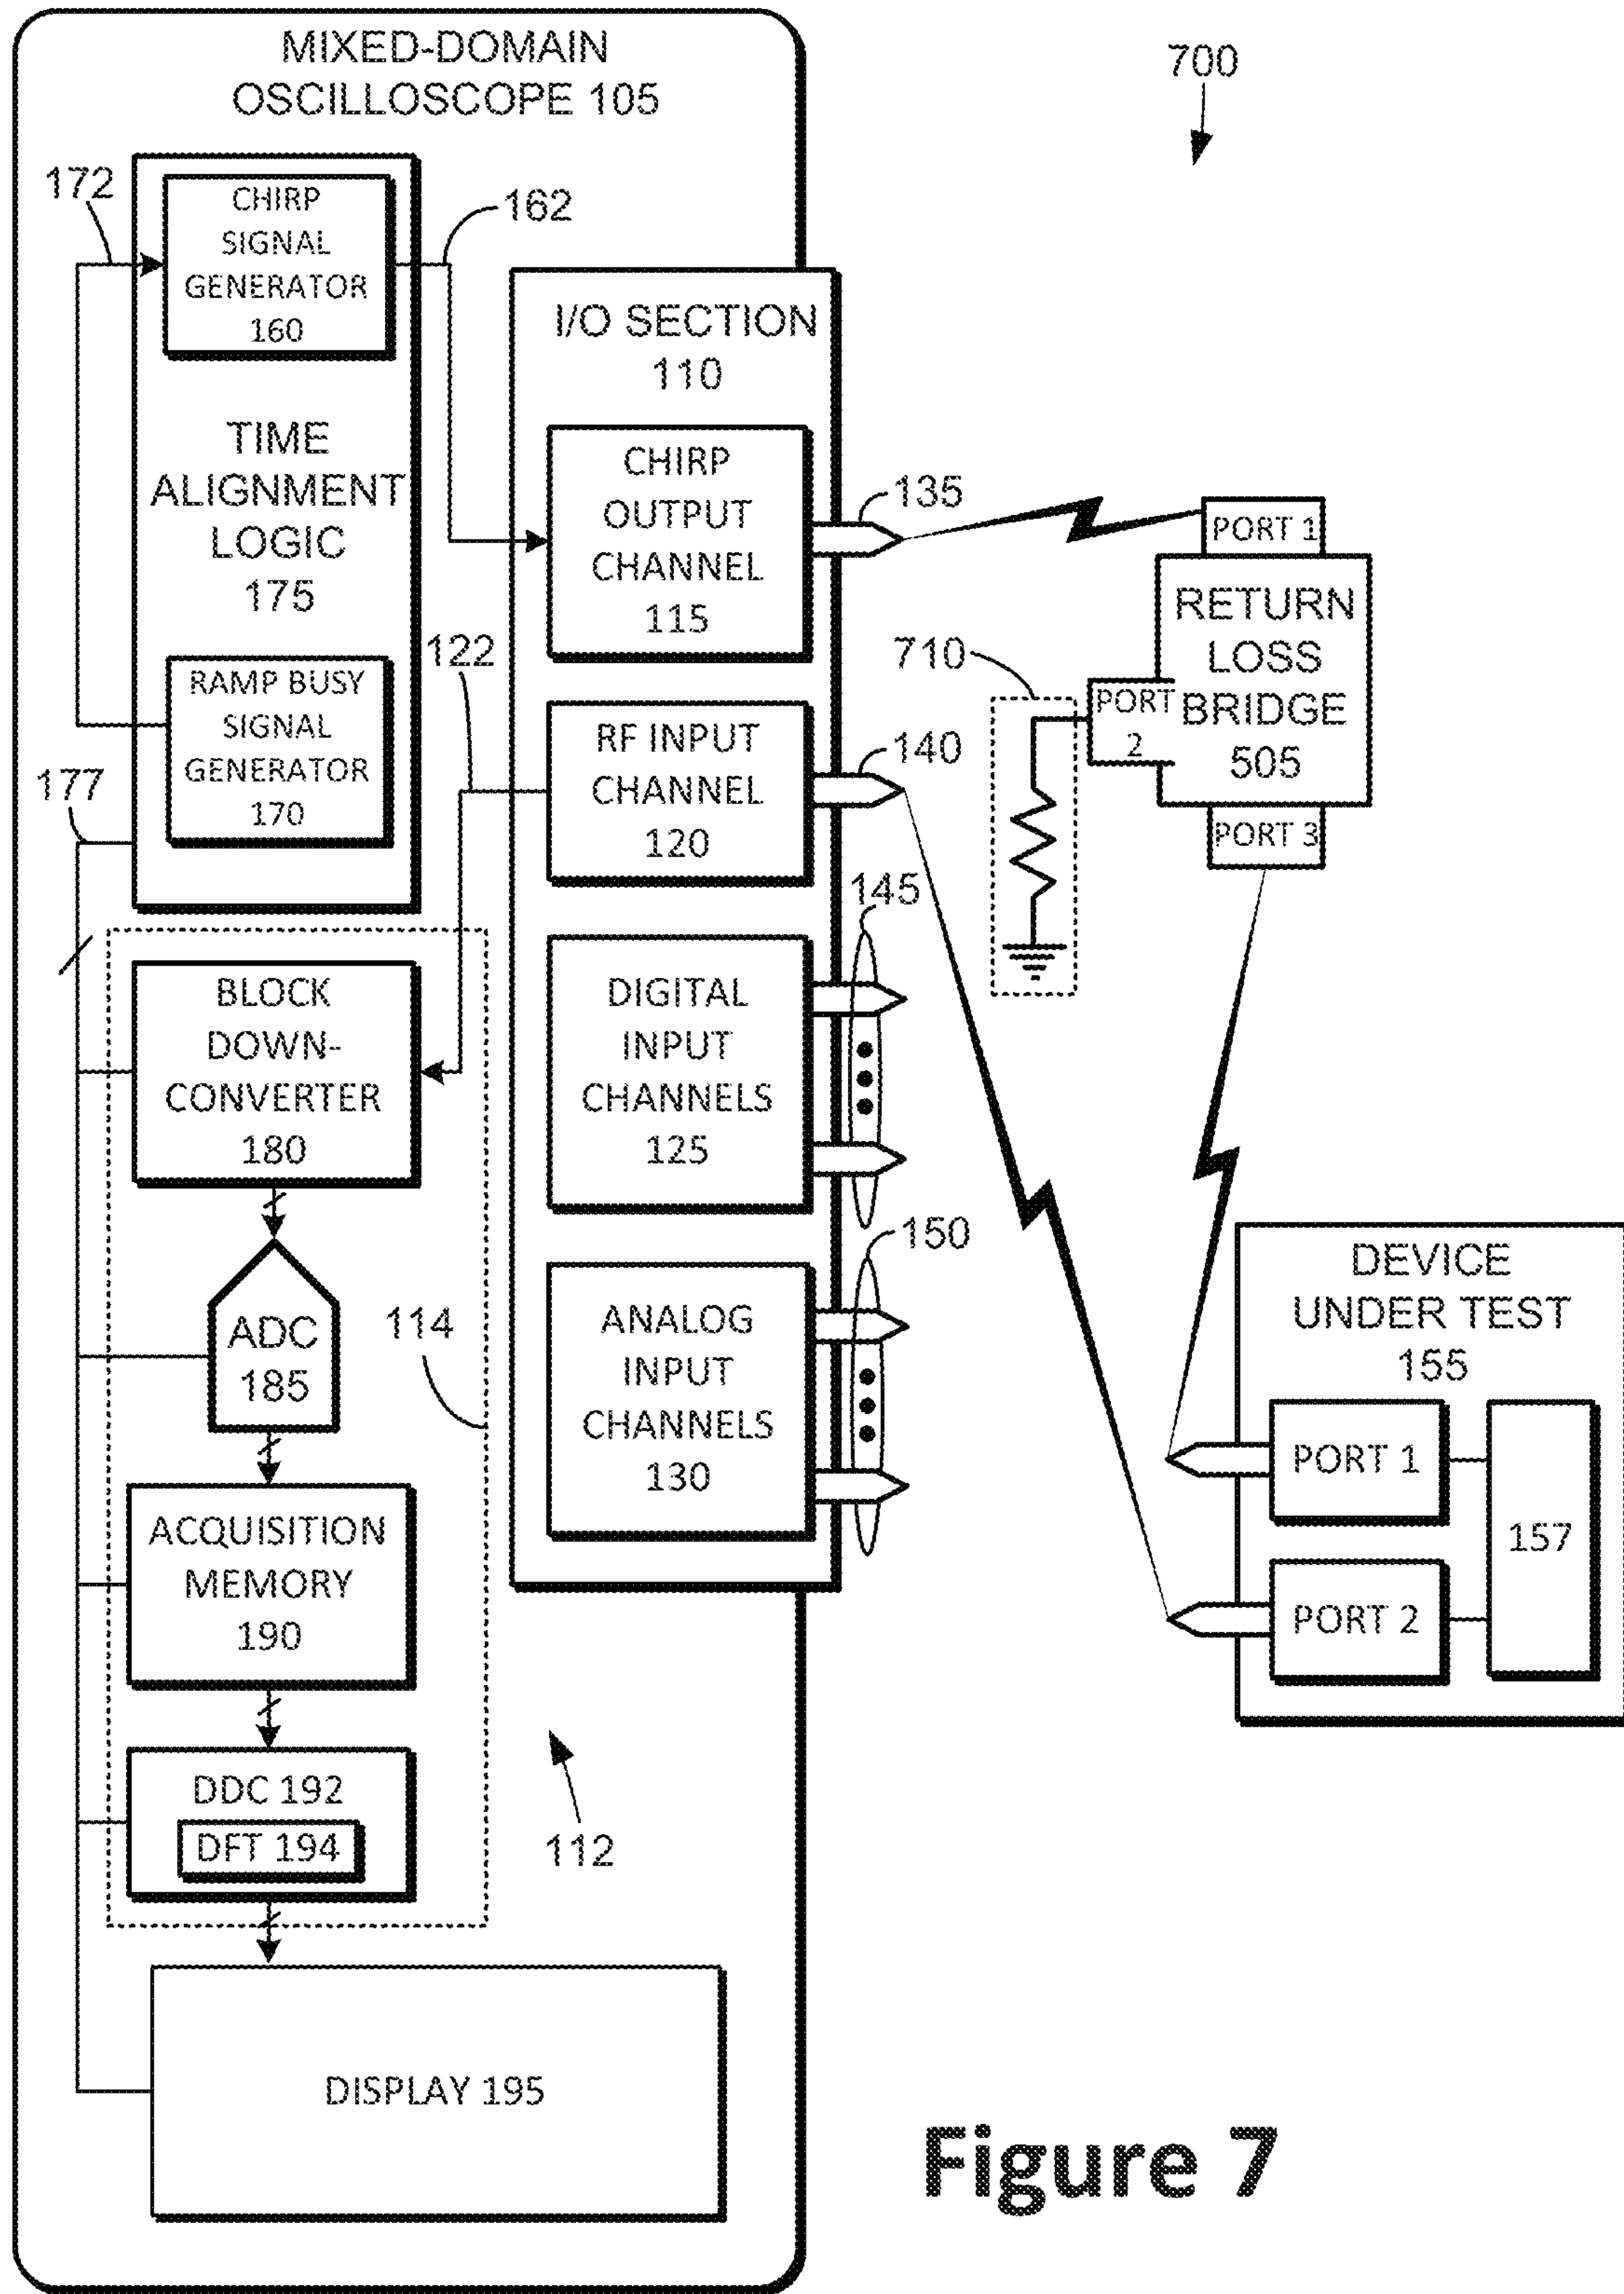 MIXED-DOMAIN
OSCILLOSCOPE 105
700
172
CHIRP
SIGNAL
GENERATOR
160
162
I/O SECTION
110
TIME
ALIGNMENT
LOGIC
175
CHIRP
OUTPUT
CHANNEL
115
135
PORT 1
RETURN
LOSS
BRIDGE
505
PORT
2
PORT 3
710
122
RAMP BUSY
SIGNAL
GENERATOR
170
177
RF INPUT
CHANNEL
120
140
145
BLOCK
DOWN-
CONVERTER
180
DIGITAL
INPUT
CHANNELS
125
150
ADC
185
114
ANALOG
INPUT
CHANNELS
130
DEVICE
UNDER TEST
155
PORT 1
157
PORT 2
ACQUISITION
MEMORY
190
DDC 192
DFT 194
112
DISPLAY 195
Figure 7